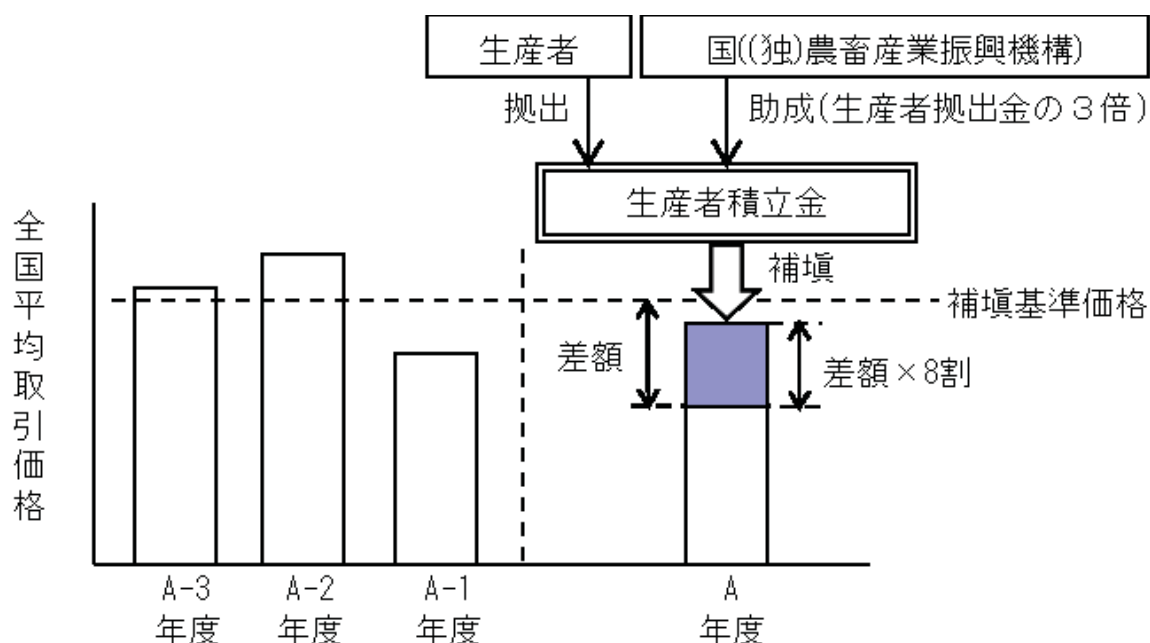 生産者
国((独)農畜産業振興機構)
拠出
助成(生産者拠出金の３倍)
生産者積立金
補塡
全国平均取引価格
補塡基準価格
差額
差額×8割
A-3
年度
A-2
年度
A-1
年度
A
年度